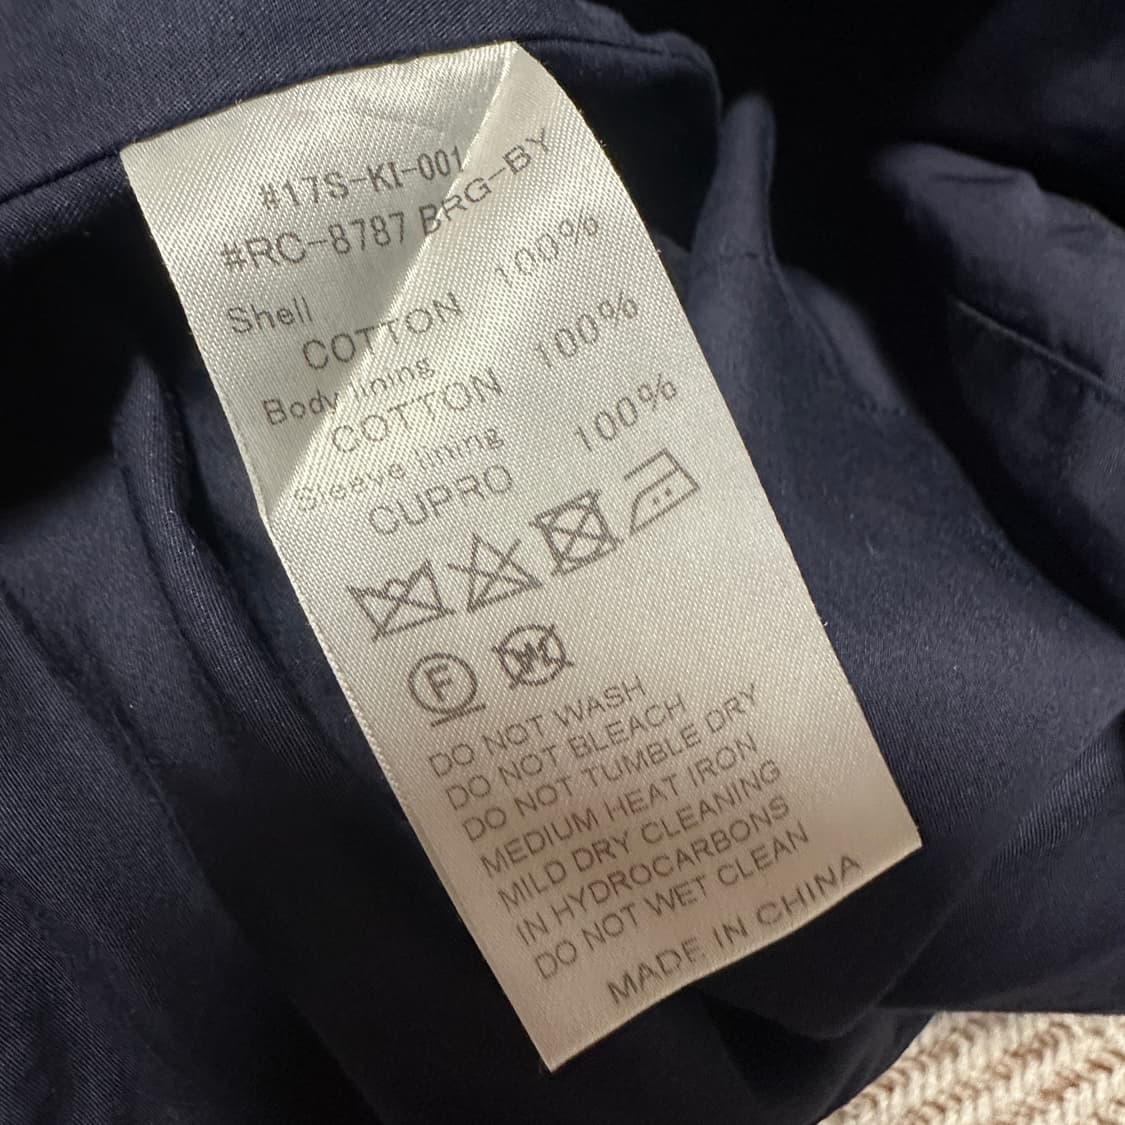 #17S-KI-001
#RC-8787 BRG-BY
Shell
COTTON 100%
Body lining
COTTON 100%
Sleeve lining
CUPRO 100%
F
W
DO NOT WASH
DO NOT BLEACH
DO NOT TUMBLE DRY
MEDIUM HEAT IRON
MILD DRY CLEANING
IN HYDROCARBONS
DO NOT WET CLEAN
MADE IN CHINA